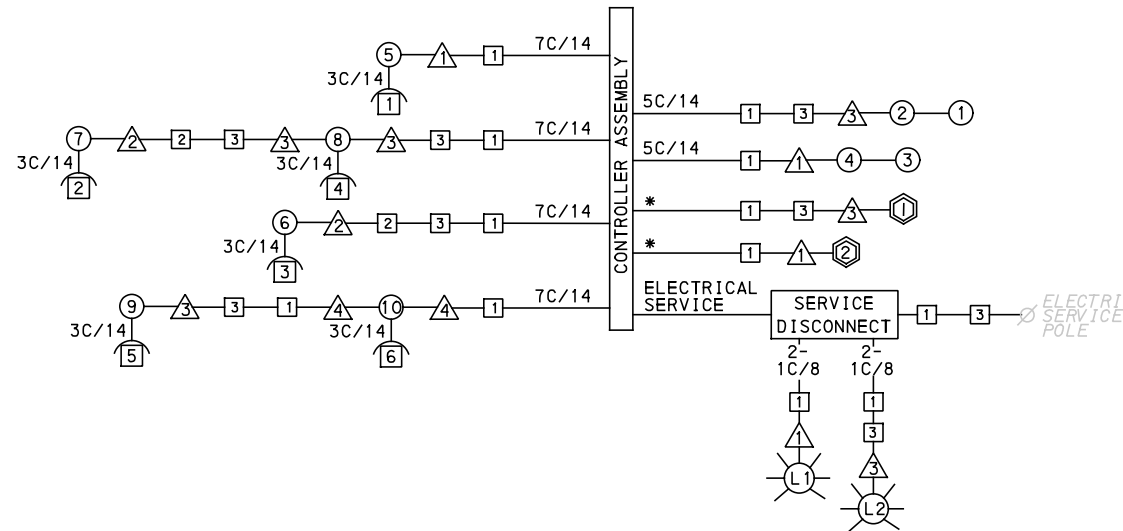 5 1 1 7C/14
3C/14
1
7 2 2 3 3 8 3 3 1 7C/14
3C/14 3C/14
2 4
6 2 2 3 1 7C/14
3C/14
3
9 3 3 1 4 10 4 1 7C/14
3C/14 3C/14
5 6
CONTROLLER ASSEMBLY
5C/14 1 3 3 2 1
5C/14 1 1 4 3
* 1 3 3 1
* 1 1 2
ELECTRICAL
SERVICE
SERVICE
DISCONNECT
1 3
ELECTRI
SERVICE
POLE
2- 2-
1C/8 1C/8
1 1
1 3
L1 3
L2